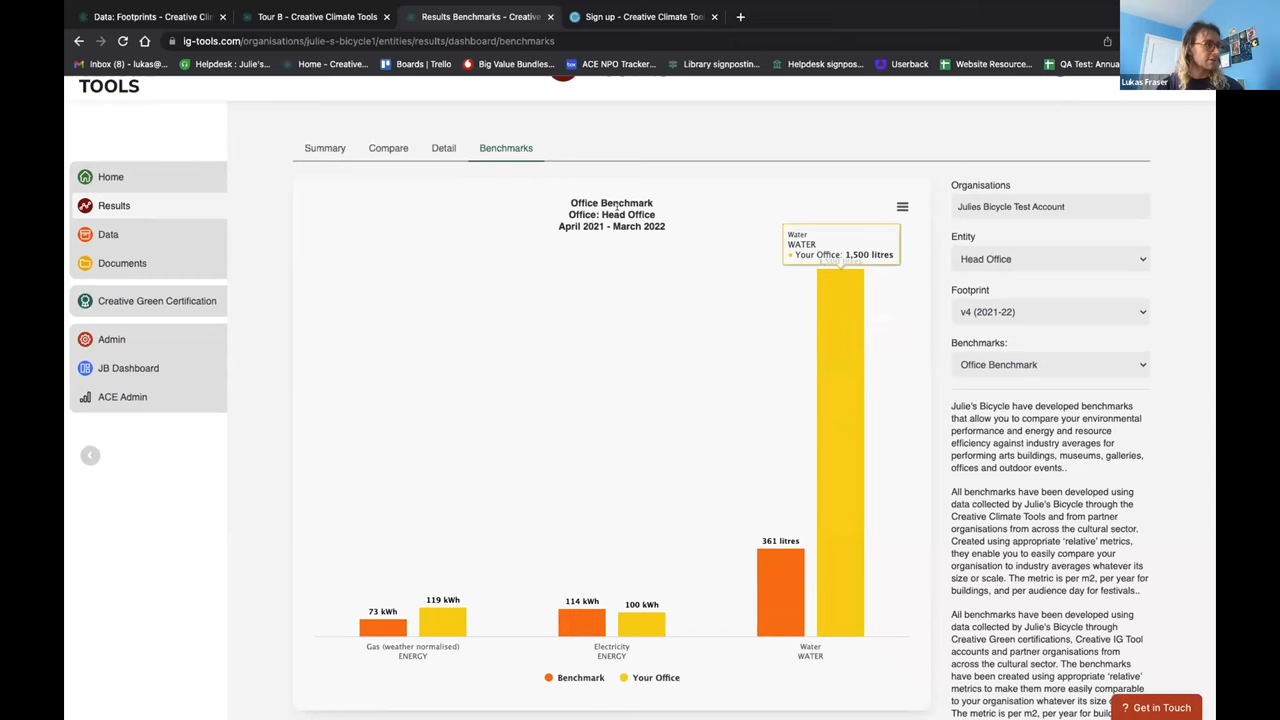 Data: Footprints - Creative Cli
Tour B - Creative Climate Tools
Results Benchmarks - Creative
Sign up - Creative Climate Tool
ig-tools.com/organisations/julie-s-bicycle1/entities/results/dashboard/benchmarks
Inbox (8) - lukas@...
Helpdesk : Julie's...
Home - Creative...
Boards | Trello
Big Value Bundles...
ACE NPO Tracker...
Library signpostin...
Helpdesk signpos...
Userback
Website Resource...
QA Test: Annua
Lukas Fraser
TOOLS
Home
Results
Data
Documents
Creative Green Certification
Admin
JB Dashboard
ACE Admin
Summary
Compare
Detail
Benchmarks
Office Benchmark
Office: Head Office
April 2021 - March 2022
Water
WATER
Your Office: 1,500 litres
1,500 litres
361 litres
73 kWh
119 kWh
114 kWh
100 kWh
Gas (weather normalised)
ENERGY
Electricity
ENERGY
Water
WATER
Benchmark
Your Office
Organisations
Julies Bicycle Test Account
Entity
Head Office
Footprint
v4 (2021-22)
Benchmarks:
Office Benchmark
Julie's Bicycle have developed benchmarks
that allow you to compare your environmental
performance and energy and resource
efficiency against industry averages for
performing arts buildings, museums, galleries,
offices and outdoor events..
All benchmarks have been developed using
data collected by Julie's Bicycle through the
Creative Climate Tools and from partner
organisations from across the cultural sector.
Created using appropriate 'relative' metrics,
they enable you to easily compare your
organisation to industry averages whatever its
size or scale. The metric is per m2, per year for
buildings, and per audience day for festivals..
All benchmarks have been developed using
data collected by Julie's Bicycle through
Creative Green certifications, Creative IG Tool
accounts and partner organisations from
across the cultural sector. The benchmarks
have been created using appropriate 'relative'
metrics to make them more easily comparable
to your organisation whatever its size
The metric is per m2, per year for build
? Get in Touch